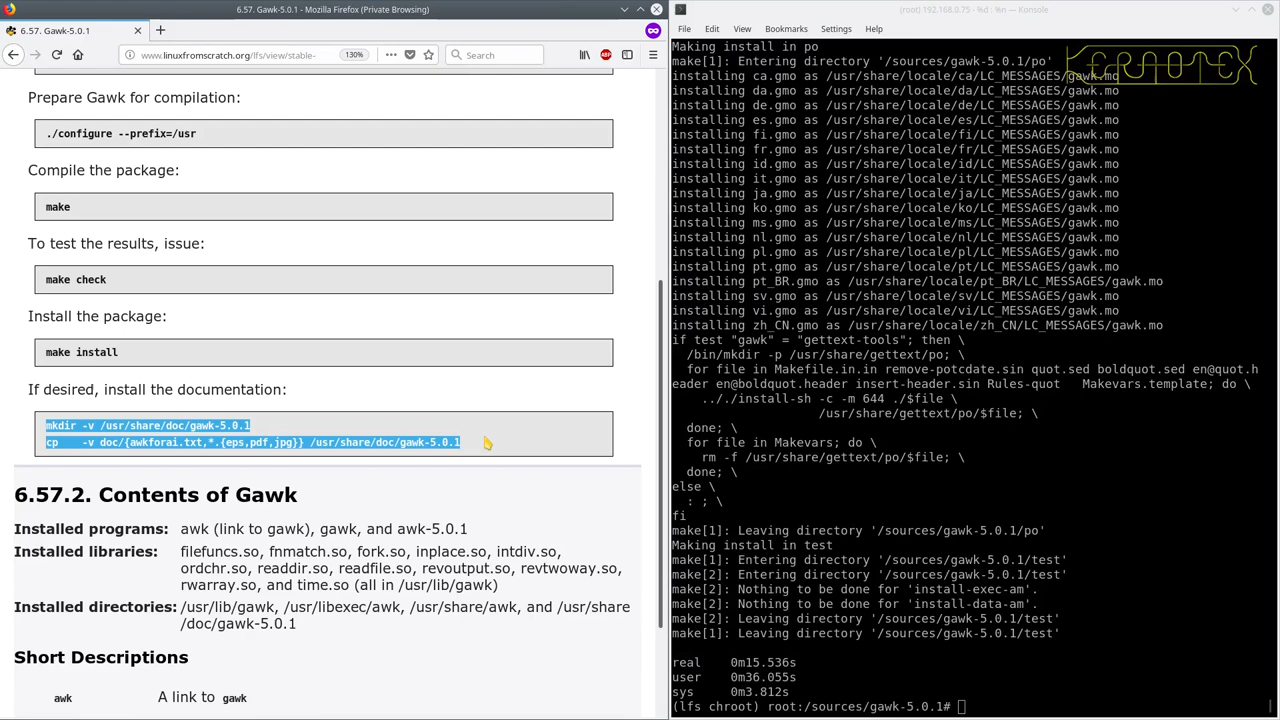 6.57. Gawk-5.0.1 - Mozilla Firefox (Private Browsing)
6.57. Gawk-5.0.1
www.linuxfromscratch.org/lfs/view/stable-
130%
Search
ABP
Prepare Gawk for compilation:
./configure --prefix=/usr
Compile the package:
make
To test the results, issue:
make check
Install the package:
make install
If desired, install the documentation:
mkdir -v /usr/share/doc/gawk-5.0.1
cp    -v doc/{awkforai.txt,*.{eps,pdf,jpg}} /usr/share/doc/gawk-5.0.1
6.57.2. Contents of Gawk
Installed programs: awk (link to gawk), gawk, and awk-5.0.1
Installed libraries: filefuncs.so, fnmatch.so, fork.so, inplace.so, intdiv.so,
ordchr.so, readdir.so, readfile.so, revoutput.so, revtwoway.so,
rwarray.so, and time.so (all in /usr/lib/gawk)
Installed directories: /usr/lib/gawk, /usr/libexec/awk, /usr/share/awk, and /usr/share
/doc/gawk-5.0.1
Short Descriptions
awk A link to gawk
(root) 192.168.0.75 - %d : %n — Konsole
File Edit View Bookmarks Settings Help
KERAOTEX
Making install in po
make[1]: Entering directory '/sources/gawk-5.0.1/po'
installing ca.gmo as /usr/share/locale/ca/LC_MESSAGES/gawk.mo
installing da.gmo as /usr/share/locale/da/LC_MESSAGES/gawk.mo
installing de.gmo as /usr/share/locale/de/LC_MESSAGES/gawk.mo
installing es.gmo as /usr/share/locale/es/LC_MESSAGES/gawk.mo
installing fi.gmo as /usr/share/locale/fi/LC_MESSAGES/gawk.mo
installing fr.gmo as /usr/share/locale/fr/LC_MESSAGES/gawk.mo
installing id.gmo as /usr/share/locale/id/LC_MESSAGES/gawk.mo
installing it.gmo as /usr/share/locale/it/LC_MESSAGES/gawk.mo
installing ja.gmo as /usr/share/locale/ja/LC_MESSAGES/gawk.mo
installing ko.gmo as /usr/share/locale/ko/LC_MESSAGES/gawk.mo
installing ms.gmo as /usr/share/locale/ms/LC_MESSAGES/gawk.mo
installing nl.gmo as /usr/share/locale/nl/LC_MESSAGES/gawk.mo
installing pl.gmo as /usr/share/locale/pl/LC_MESSAGES/gawk.mo
installing pt.gmo as /usr/share/locale/pt/LC_MESSAGES/gawk.mo
installing pt_BR.gmo as /usr/share/locale/pt_BR/LC_MESSAGES/gawk.mo
installing sv.gmo as /usr/share/locale/sv/LC_MESSAGES/gawk.mo
installing vi.gmo as /usr/share/locale/vi/LC_MESSAGES/gawk.mo
installing zh_CN.gmo as /usr/share/locale/zh_CN/LC_MESSAGES/gawk.mo
if test "gawk" = "gettext-tools"; then \
  /bin/mkdir -p /usr/share/gettext/po; \
  for file in Makefile.in.in remove-potcdate.sin quot.sed boldquot.sed en@quot.h
eader en@boldquot.header insert-header.sin Rules-quot   Makevars.template; do \
    .././install-sh -c -m 644 ./$file \
                    /usr/share/gettext/po/$file; \
  done; \
  for file in Makevars; do \
    rm -f /usr/share/gettext/po/$file; \
  done; \
else \
  : ; \
fi
make[1]: Leaving directory '/sources/gawk-5.0.1/po'
Making install in test
make[1]: Entering directory '/sources/gawk-5.0.1/test'
make[2]: Entering directory '/sources/gawk-5.0.1/test'
make[2]: Nothing to be done for 'install-exec-am'.
make[2]: Nothing to be done for 'install-data-am'.
make[2]: Leaving directory '/sources/gawk-5.0.1/test'
make[1]: Leaving directory '/sources/gawk-5.0.1/test'
real    0m15.536s
user    0m36.055s
sys     0m3.812s
(lfs chroot) root:/sources/gawk-5.0.1#